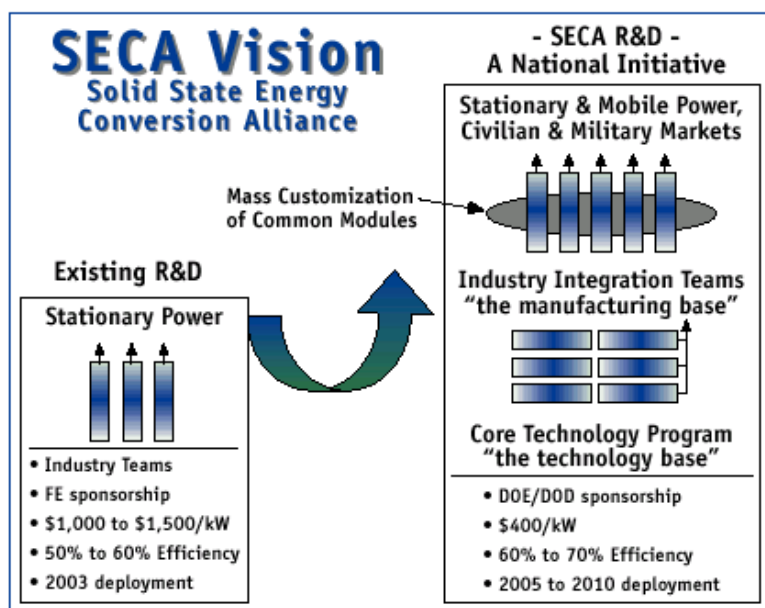 SECA Vision
Solid State Energy
Conversion Alliance
- SECA R&D -
A National Initiative
Stationary & Mobile Power,
Civilian & Military Markets
Mass Customization
of Common Modules
Existing R&D
Stationary Power
• Industry Teams
• FE sponsorship
• $1,000 to $1,500/kW
• 50% to 60% Efficiency
• 2003 deployment
Industry Integration Teams
“the manufacturing base”
Core Technology Program
“the technology base”
• DOE/DOD sponsorship
• $400/kW
• 60% to 70% Efficiency
• 2005 to 2010 deployment